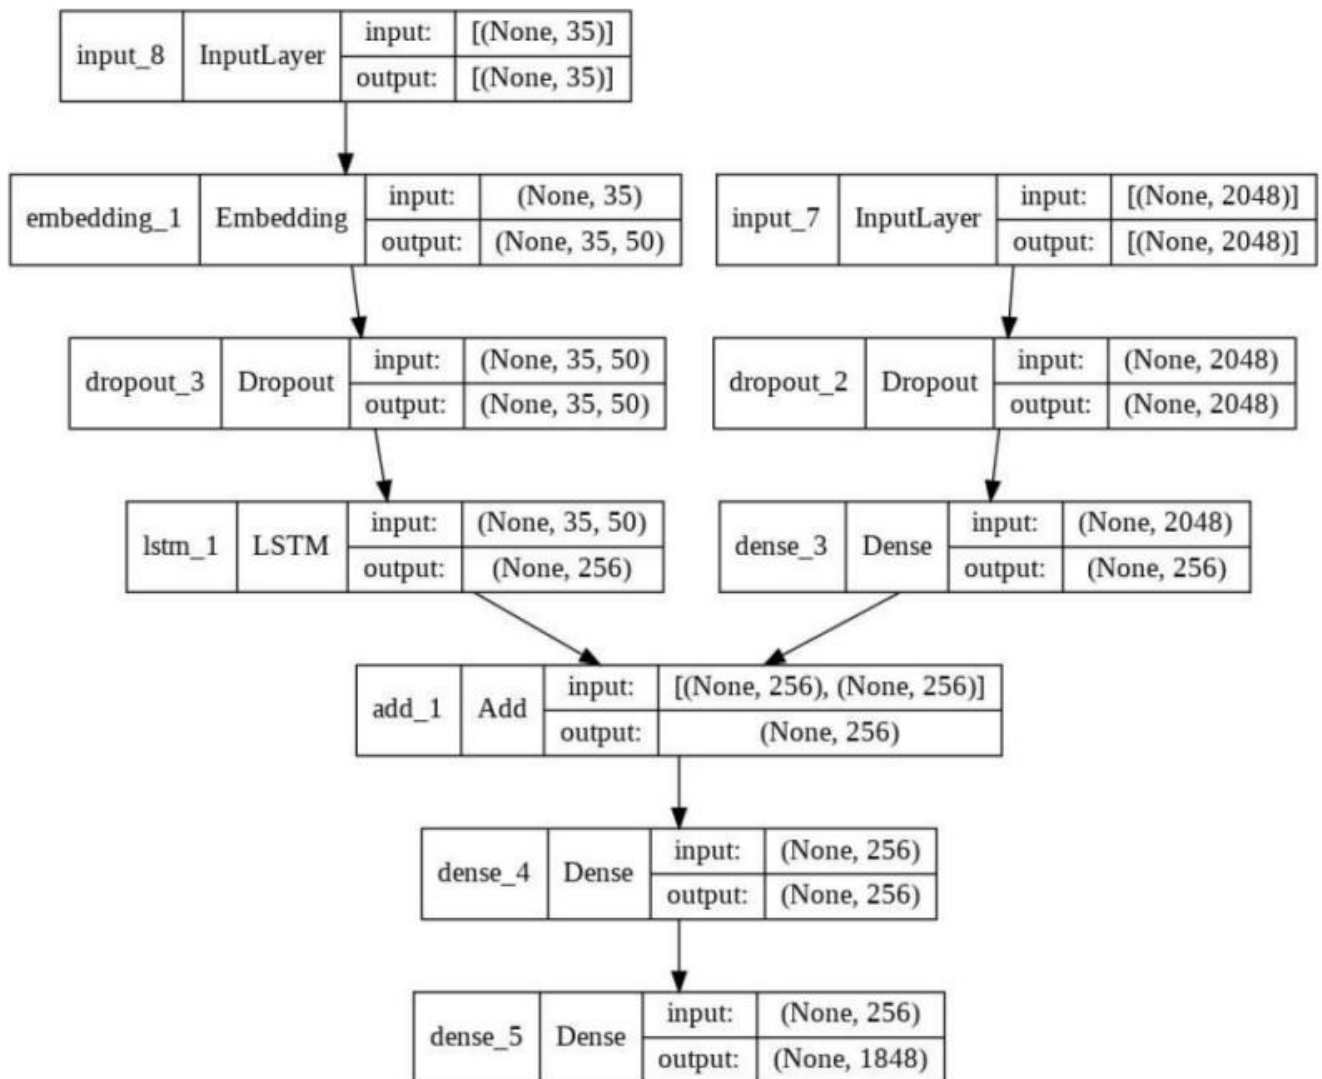 input_8 InputLayer input: [(None, 35)]
output: [(None, 35)]
embedding_1 Embedding input: (None, 35)
output: (None, 35, 50)
input_7 InputLayer input: [(None, 2048)]
output: [(None, 2048)]
dropout_3 Dropout input: (None, 35, 50)
output: (None, 35, 50)
dropout_2 Dropout input: (None, 2048)
output: (None, 2048)
lstm_1 LSTM input: (None, 35, 50)
output: (None, 256)
dense_3 Dense input: (None, 2048)
output: (None, 256)
add_1 Add input: [(None, 256), (None, 256)]
output: (None, 256)
dense_4 Dense input: (None, 256)
output: (None, 256)
dense_5 Dense input: (None, 256)
output: (None, 1848)